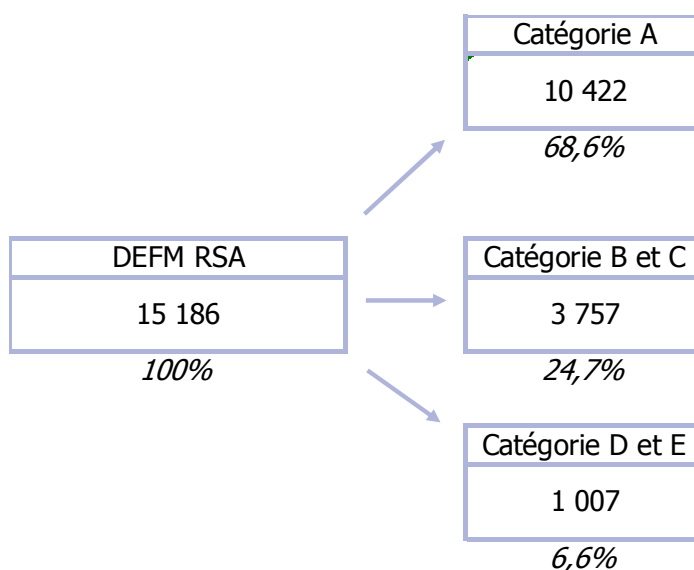 Catégorie A
10 422
68,6%
DEFM RSA
15 186
100%
Catégorie B et C
3 757
24,7%
Catégorie D et E
1 007
6,6%